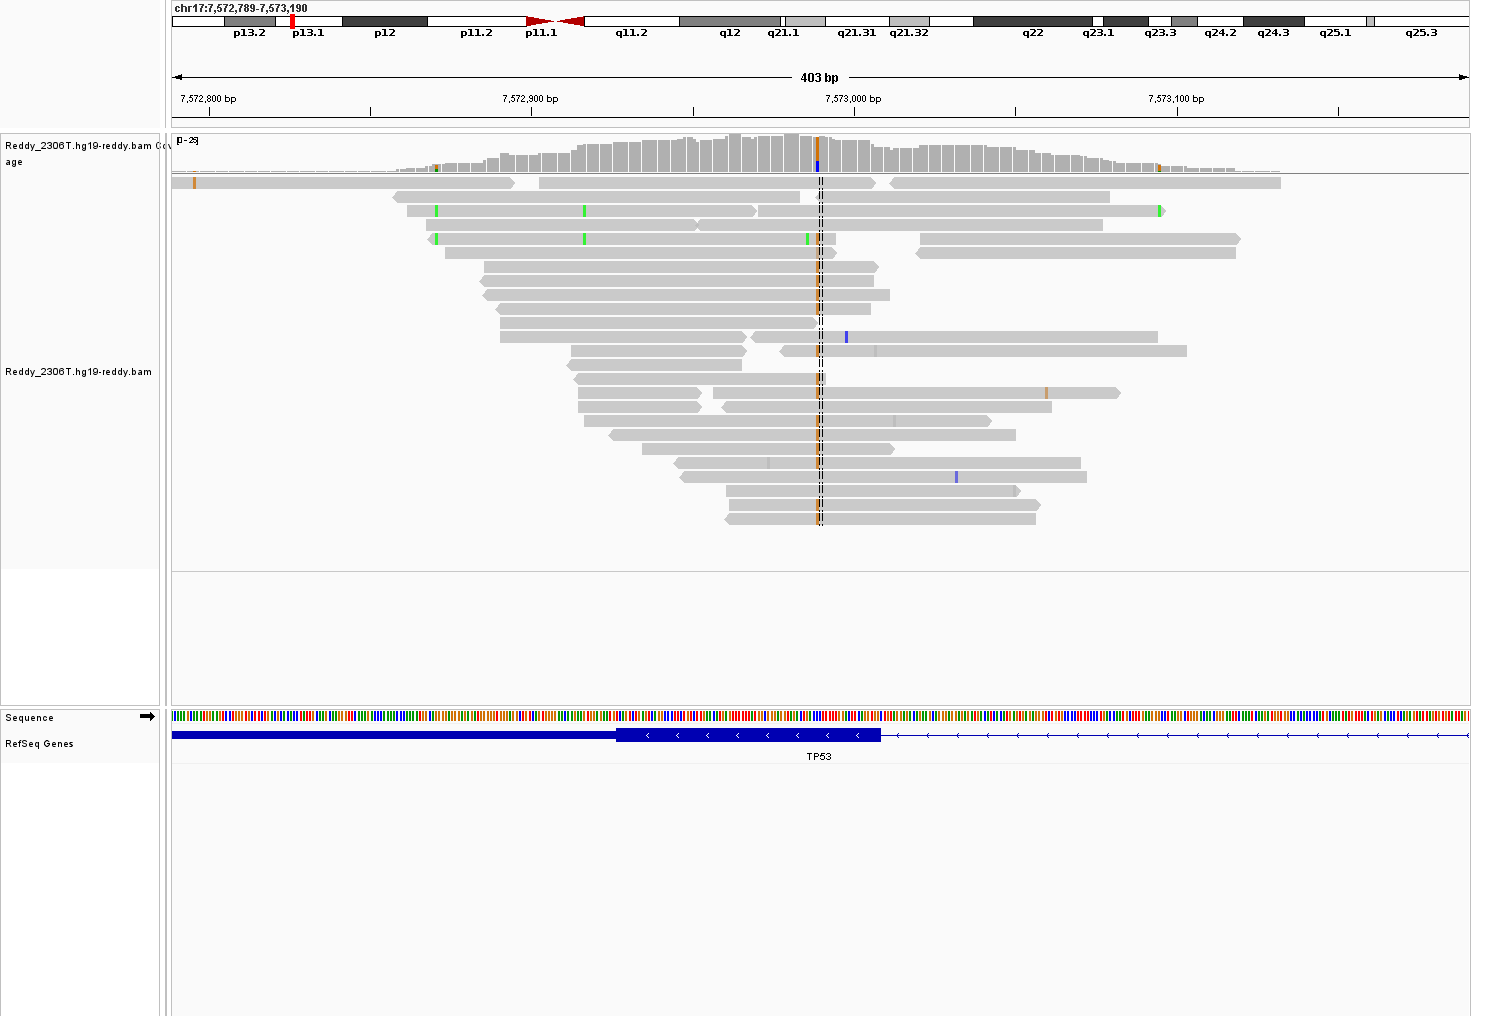 chr17:7,572,789-7,573,190
p13.2 p13.1 p12 p11.2 p11.1 q11.2 q12 q21.1 q21.31 q21.32 q22 q23.1 q23.3 q24.2 q24.3 q25.1 q25.3
403 bp
7,572,800 bp 7,572,900 bp 7,573,000 bp 7,573,100 bp
Reddy_2306T.hg19-reddy.bam Cov
age
Reddy_2306T.hg19-reddy.bam
Sequence
RefSeq Genes
TP53